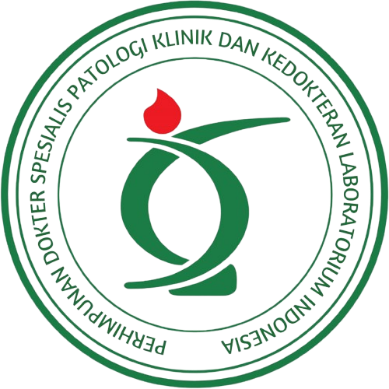 PERHIMPUNAN DOKTER SPESIALIS PATOLOGI KLINIK DAN KEDOKTERAN LABORATORIUM INDONESIA